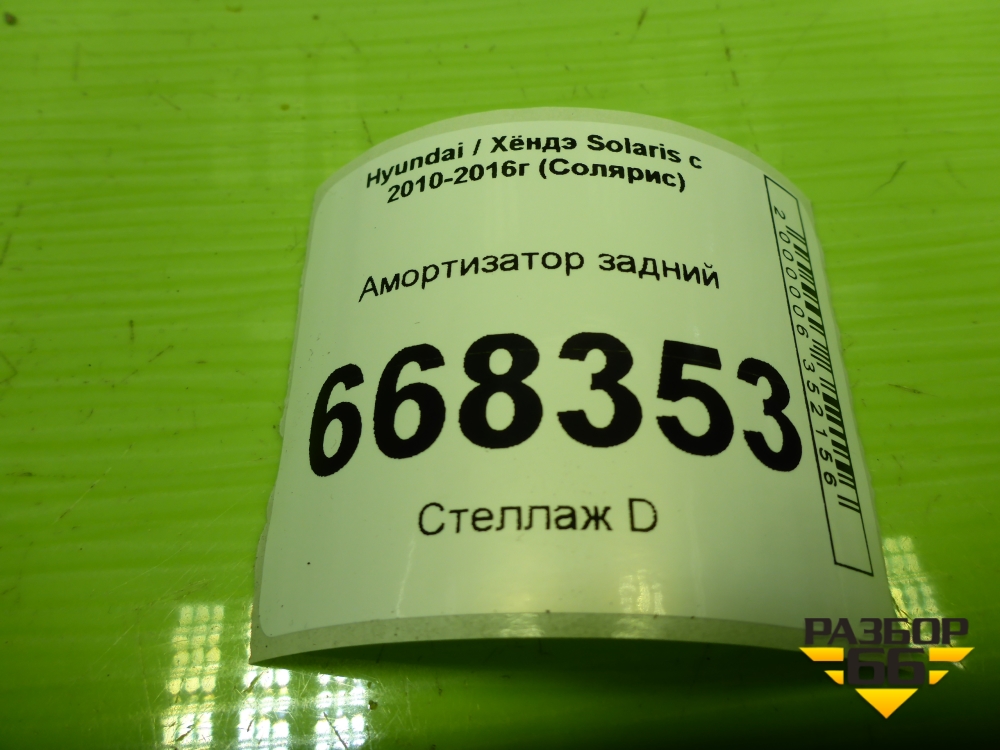 Hyundai / Хёндэ Solaris с
2010-2016г (Солярис)
Амортизатор задний
668353
Стеллаж D
2000006352156
РАЗБОР
66